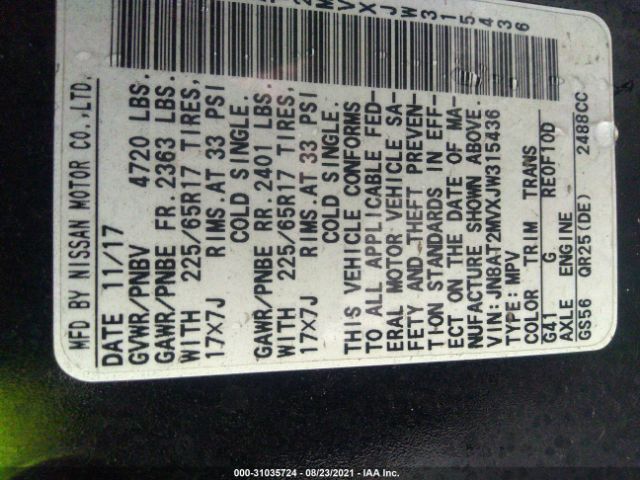 MFD BY NISSAN MOTOR CO.,LTD.
DATE 11/17
GVWR/PNBV 4720 LBS.
GAWR/PNBE FR. 2363 LBS.
WITH 225/65R17 TIRES,
17X7J RIMS.AT 33 PSI
COLD SINGLE.
GAWR/PNBE RR. 2401 LBS.
WITH 225/65R17 TIRES,
17X7J RIMS.AT 33 PSI
COLD SINGLE.
THIS VEHICLE CONFORMS
TO ALL APPLICABLE FED-
ERAL MOTOR VEHICLE SA-
FETY AND THEFT PREVEN-
TION STANDARDS IN EFF-
ECT ON THE DATE OF MA-
NUFACTURE SHOWN ABOVE.
VIN:JN8AT2MVXJW315436
TYPE:MPV
COLOR TRIM TRANS
G41 G RE0F10D
AXLE ENGINE
GS56 QR25(DE) 2488CC
MVXJW315436
000-31035724 - 08/23/2021 - IAA Inc.